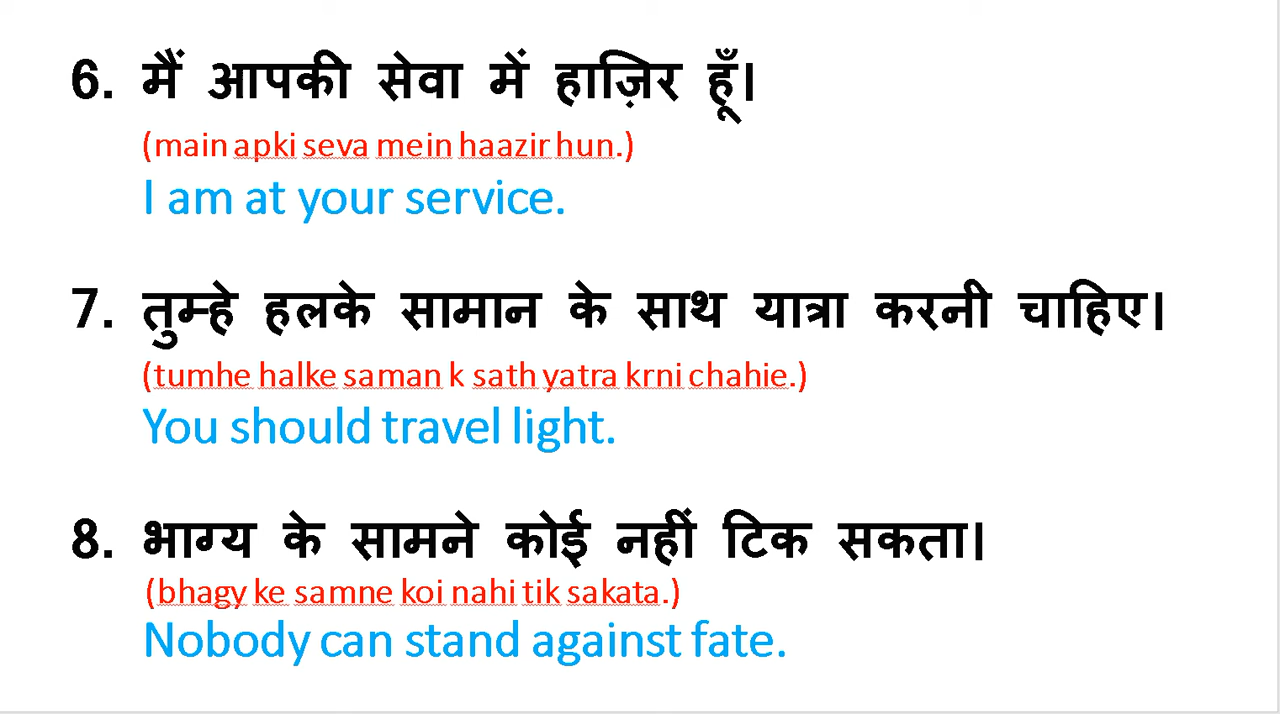 6. मैं आपकी सेवा में हाज़िर हूँ।
(main apki seva mein haazir hun.)
I am at your service.
7. तुम्हे हलके सामान के साथ यात्रा करनी चाहिए।
(tumhe halke saman k sath yatra krni chahie.)
You should travel light.
8. भाग्य के सामने कोई नहीं टिक सकता।
(bhagy ke samne koi nahi tik sakata.)
Nobody can stand against fate.